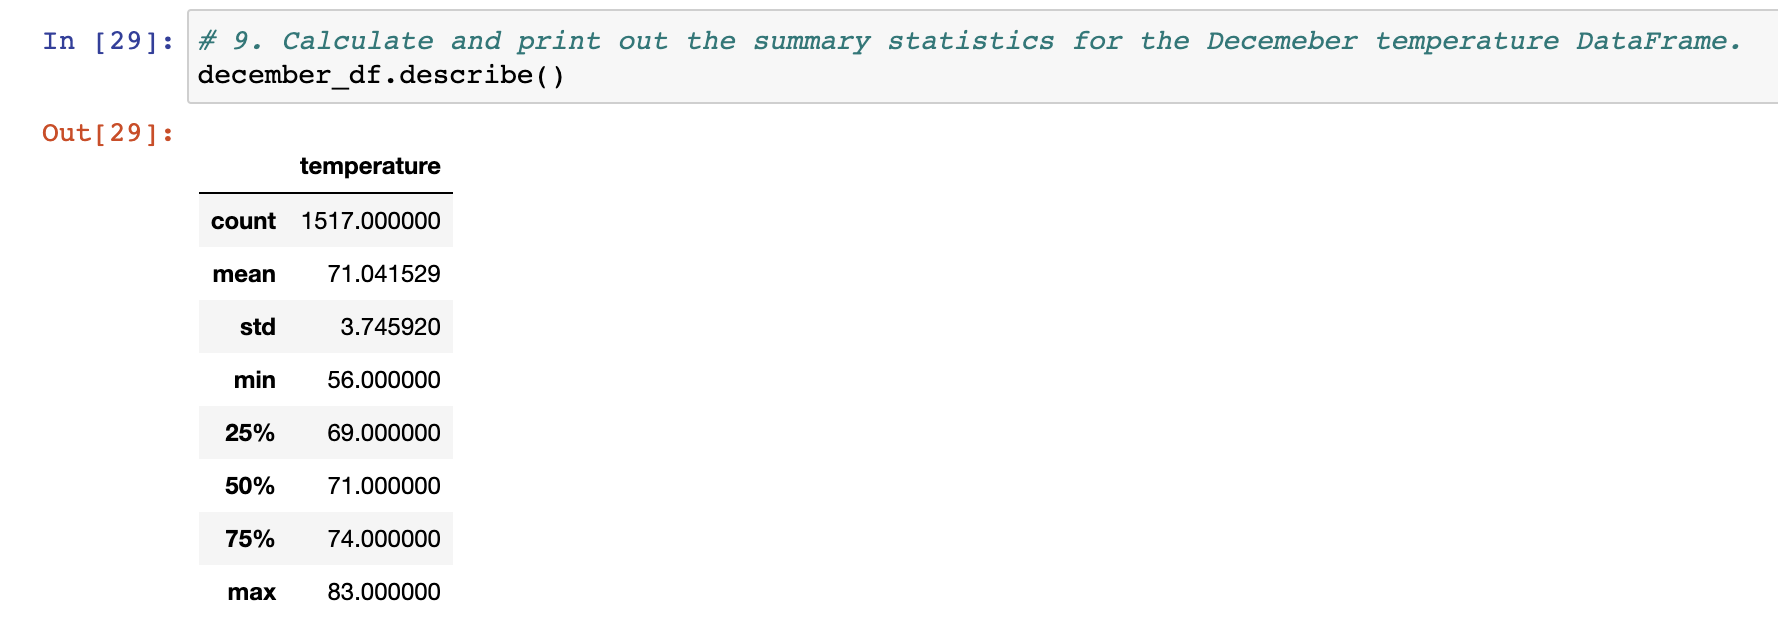 In [29]: # 9. Calculate and print out the summary statistics for the Decemeber temperature DataFrame.
december_df.describe()
Out[29]:
temperature
count 1517.000000
mean 71.041529
std 3.745920
min 56.000000
25% 69.000000
50% 71.000000
75% 74.000000
max 83.000000